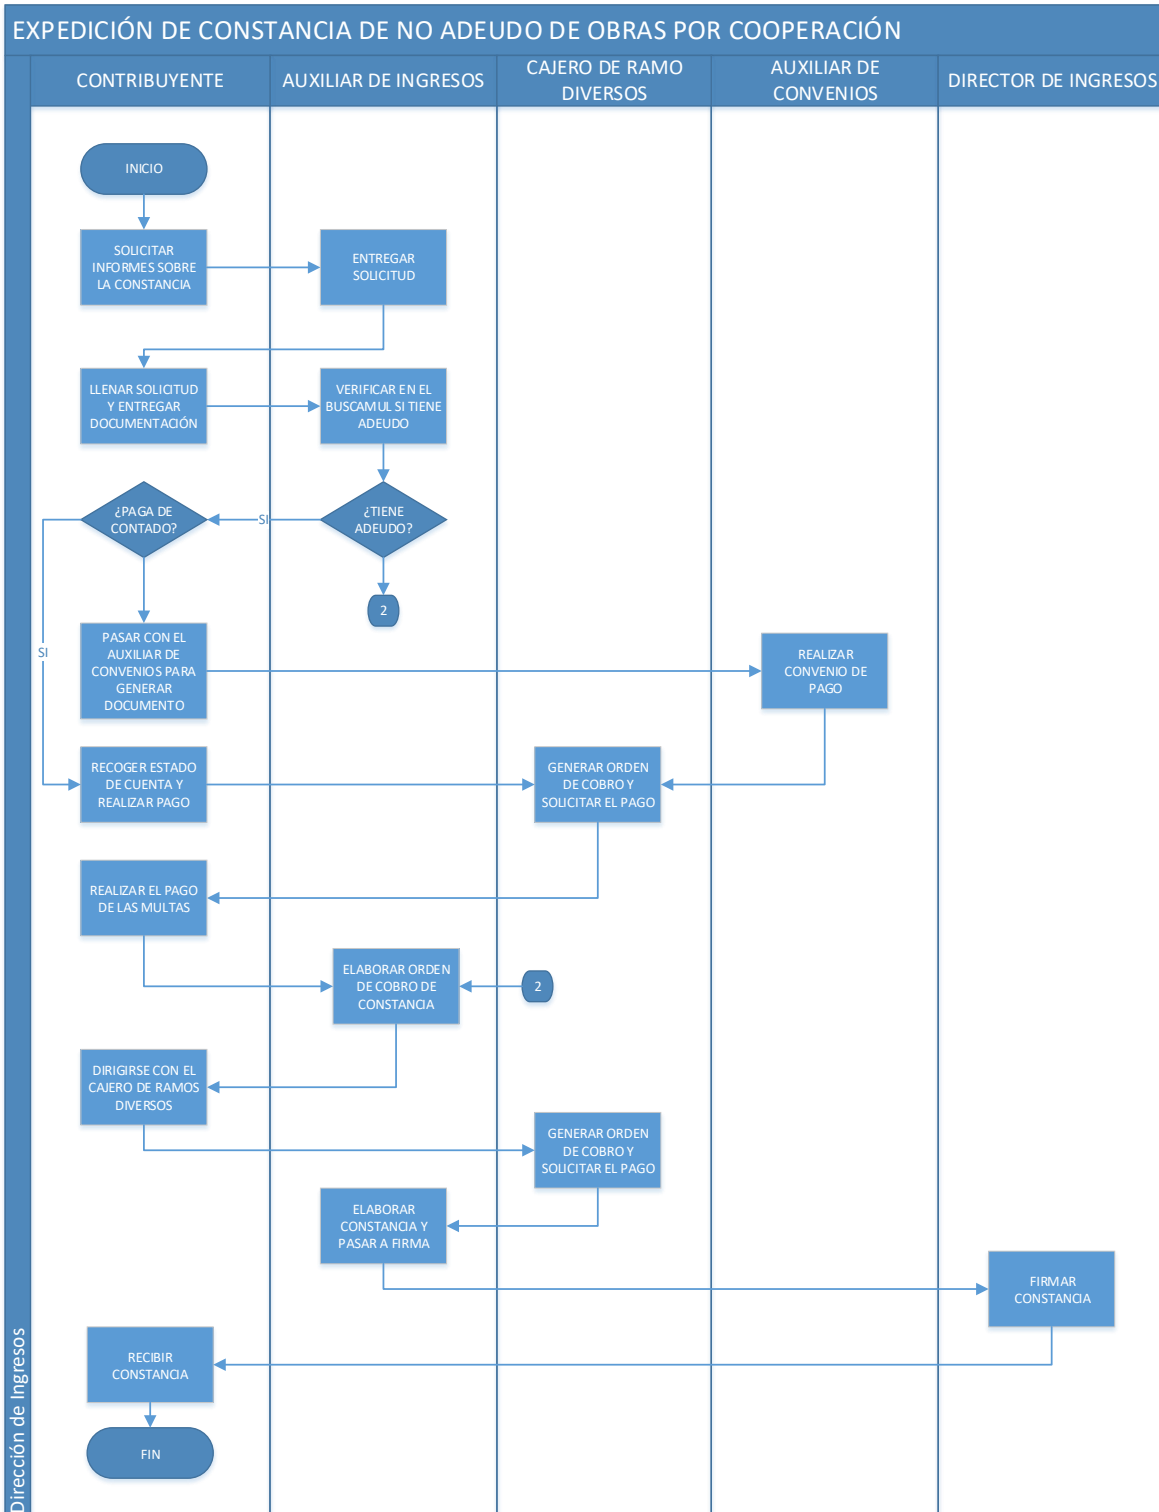 EXPEDICIÓN DE CONSTANCIA DE NO ADEUDO DE OBRAS POR COOPERACIÓN
CONTRIBUYENTE
AUXILIAR DE INGRESOS
CAJERO DE RAMO
DIVERSOS
AUXILIAR DE
CONVENIOS
DIRECTOR DE INGRESOS
INICIO
SOLICITAR
INFORMES SOBRE
LA CONSTANCIA
ENTREGAR
SOLICITUD
LLENAR SOLICITUD
Y ENTREGAR
DOCUMENTACIÓN
VERIFICAR EN EL
BUSCAMUL SI TIENE
ADEUDO
¿PAGA DE
CONTADO?
SI
¿TIENE
ADEUDO?
2
SI
PASAR CON EL
AUXILIAR DE
CONVENIOS PARA
GENERAR
DOCUMENTO
REALIZAR
CONVENIO DE
PAGO
RECOGER ESTADO
DE CUENTA Y
REALIZAR PAGO
GENERAR ORDEN
DE COBRO Y
SOLICITAR EL PAGO
REALIZAR EL PAGO
DE LAS MULTAS
ELABORAR ORDEN
DE COBRO DE
CONSTANCIA
2
DIRIGIRSE CON EL
CAJERO DE RAMOS
DIVERSOS
GENERAR ORDEN
DE COBRO Y
SOLICITAR EL PAGO
ELABORAR
CONSTANCIA Y
PASAR A FIRMA
FIRMAR
CONSTANCIA
RECIBIR
CONSTANCIA
FIN
Dirección de Ingresos